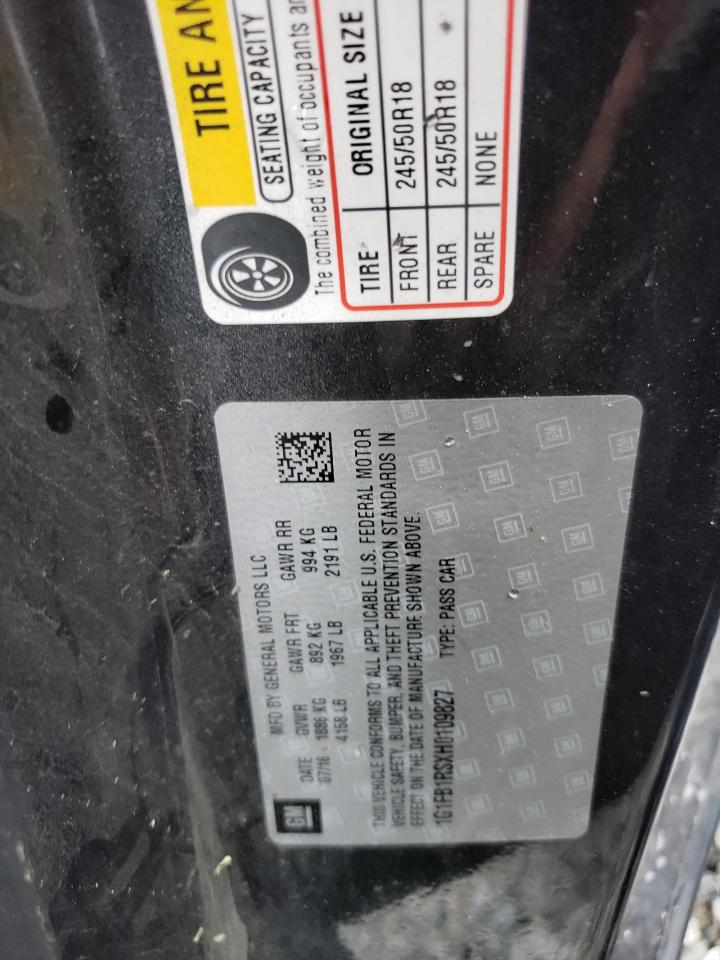 TIRE AN
SEATING CAPACITY
The combined weight of occupants an
TIRE ORIGINAL SIZE
FRONT 245/50R18
REAR 245/50R18
SPARE NONE
MFD BY GENERAL MOTORS LLC
GM DATE GVWR GAWR FRT GAWR RR
07/16 1886 KG 892 KG 994 KG
4158 LB 1967 LB 2191 LB
THIS VEHICLE CONFORMS TO ALL APPLICABLE U.S. FEDERAL MOTOR
VEHICLE SAFETY, BUMPER, AND THEFT PREVENTION STANDARDS IN
EFFECT ON THE DATE OF MANUFACTURE SHOWN ABOVE.
1G1FB1RSXH0109827 TYPE: PASS CAR